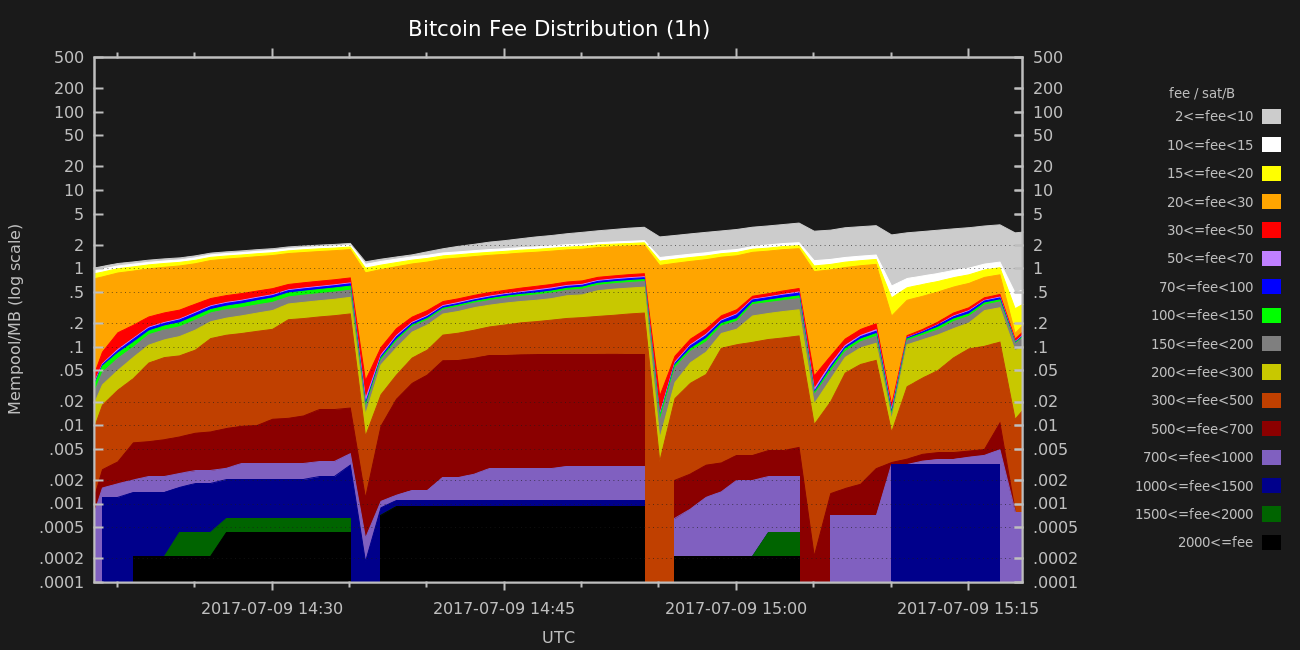 Bitcoin Fee Distribution (1h)
500
200
100
50
20
10
5
2
1
.5
.2
.1
.05
.02
.01
.005
.002
.001
.0005
.0002
.0001
Mempool/MB (log scale)
500
200
100
50
20
10
5
2
1
.5
.2
.1
.05
.02
.01
.005
.002
.001
.0005
.0002
.0001
fee / sat/B
2<=fee<10
10<=fee<15
15<=fee<20
20<=fee<30
30<=fee<50
50<=fee<70
70<=fee<100
100<=fee<150
150<=fee<200
200<=fee<300
300<=fee<500
500<=fee<700
700<=fee<1000
1000<=fee<1500
1500<=fee<2000
2000<=fee
2017-07-09 14:30
2017-07-09 14:45
2017-07-09 15:00
2017-07-09 15:15
UTC